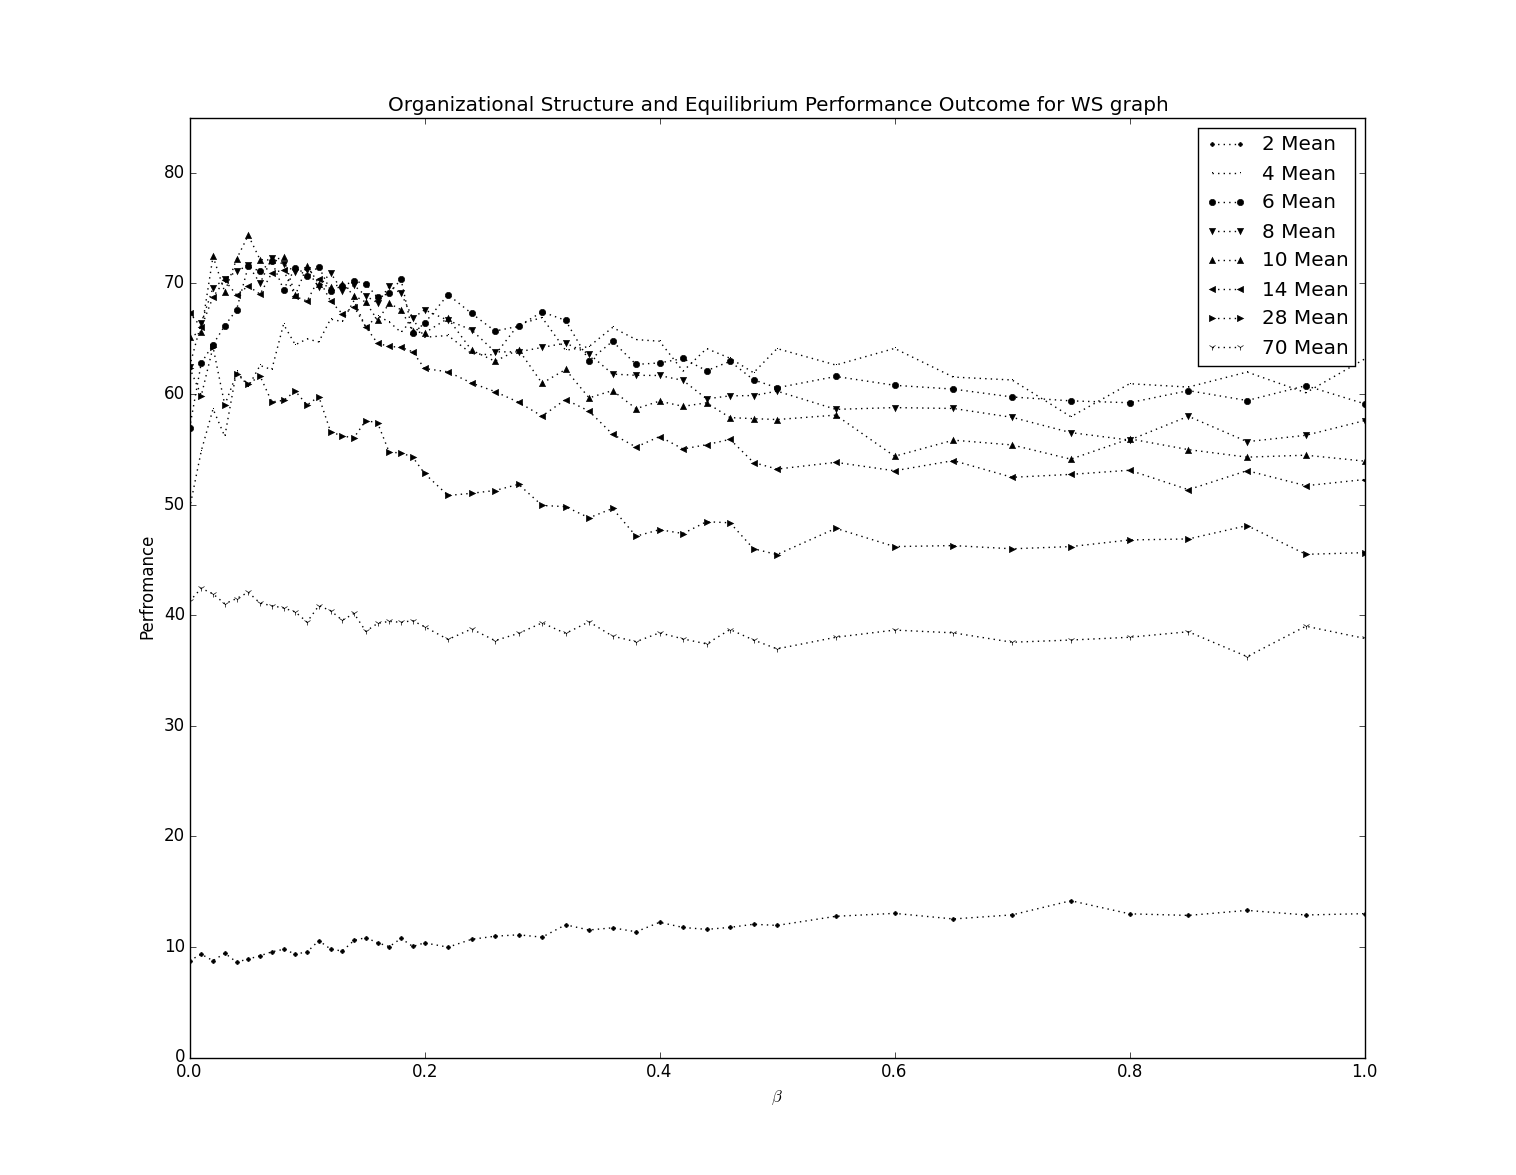 Organizational Structure and Equilibrium Performance Outcome for WS graph
2 Mean
4 Mean
6 Mean
8 Mean
10 Mean
14 Mean
28 Mean
70 Mean
80
70
60
50
40
30
20
10
0
Perfromance
0.0 0.2 0.4 0.6 0.8 1.0
β